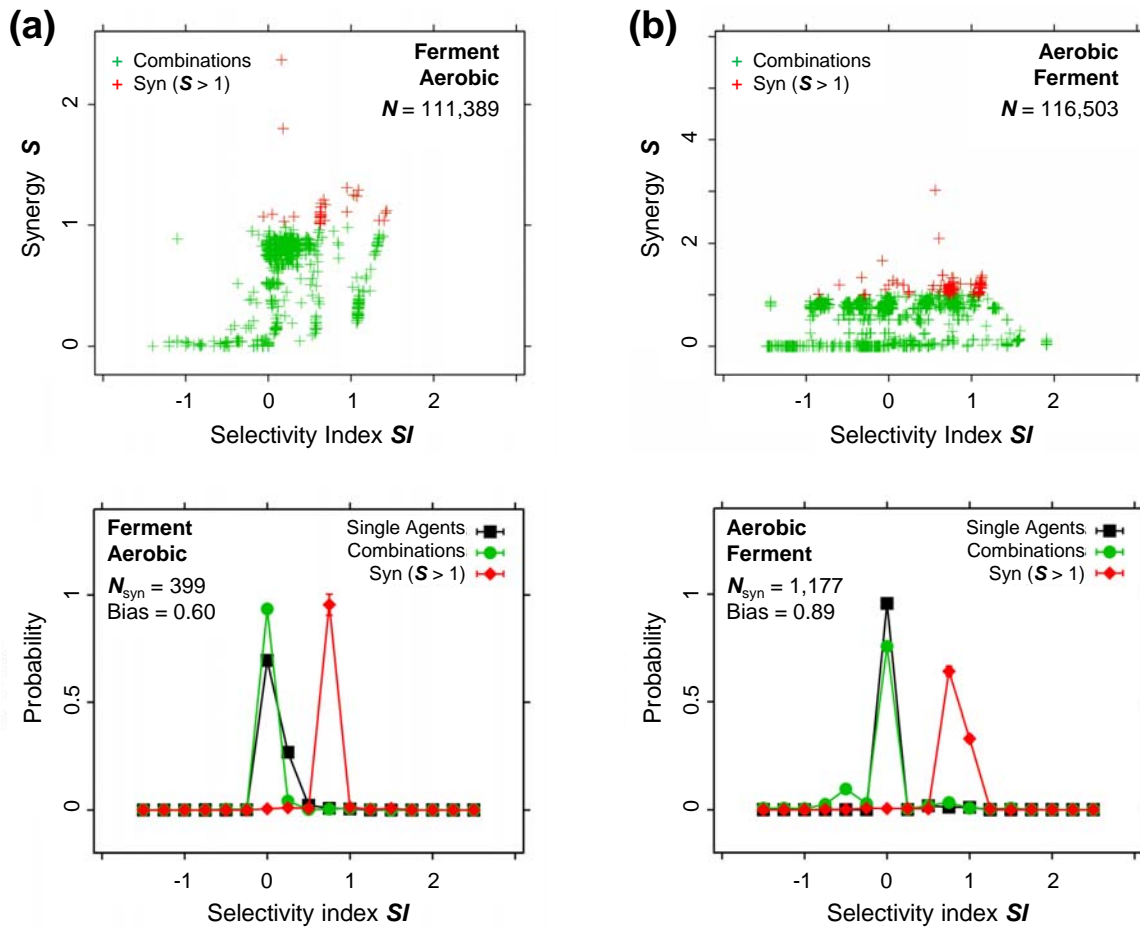 (a)
Combinations
Syn (S > 1)
Ferment
Aerobic
N = 111,389
Synergy S
2
1
0
-1 0 1 2
Selectivity Index SI
(b)
Combinations
Syn (S > 1)
Aerobic
Ferment
N = 116,503
Synergy S
4
2
0
-1 0 1 2
Selectivity Index SI
Ferment
Aerobic
Nsyn = 399
Bias = 0.60
Single Agents
Combinations
Syn (S > 1)
Probability
1
0.5
0
-1 0 1 2
Selectivity index SI
Aerobic
Ferment
Nsyn = 1,177
Bias = 0.89
Single Agents
Combinations
Syn (S > 1)
Probability
1
0.5
0
-1 0 1 2
Selectivity index SI